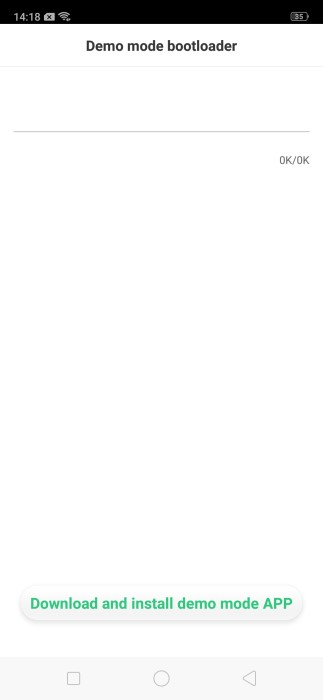 14:18
35
Demo mode bootloader
0K/0K
Download and install demo mode APP